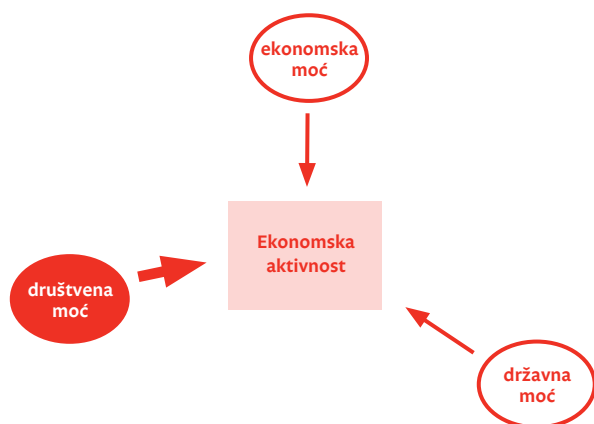 ekonomska
moć
Ekonomska
aktivnost
društvena
moć
državna
moć